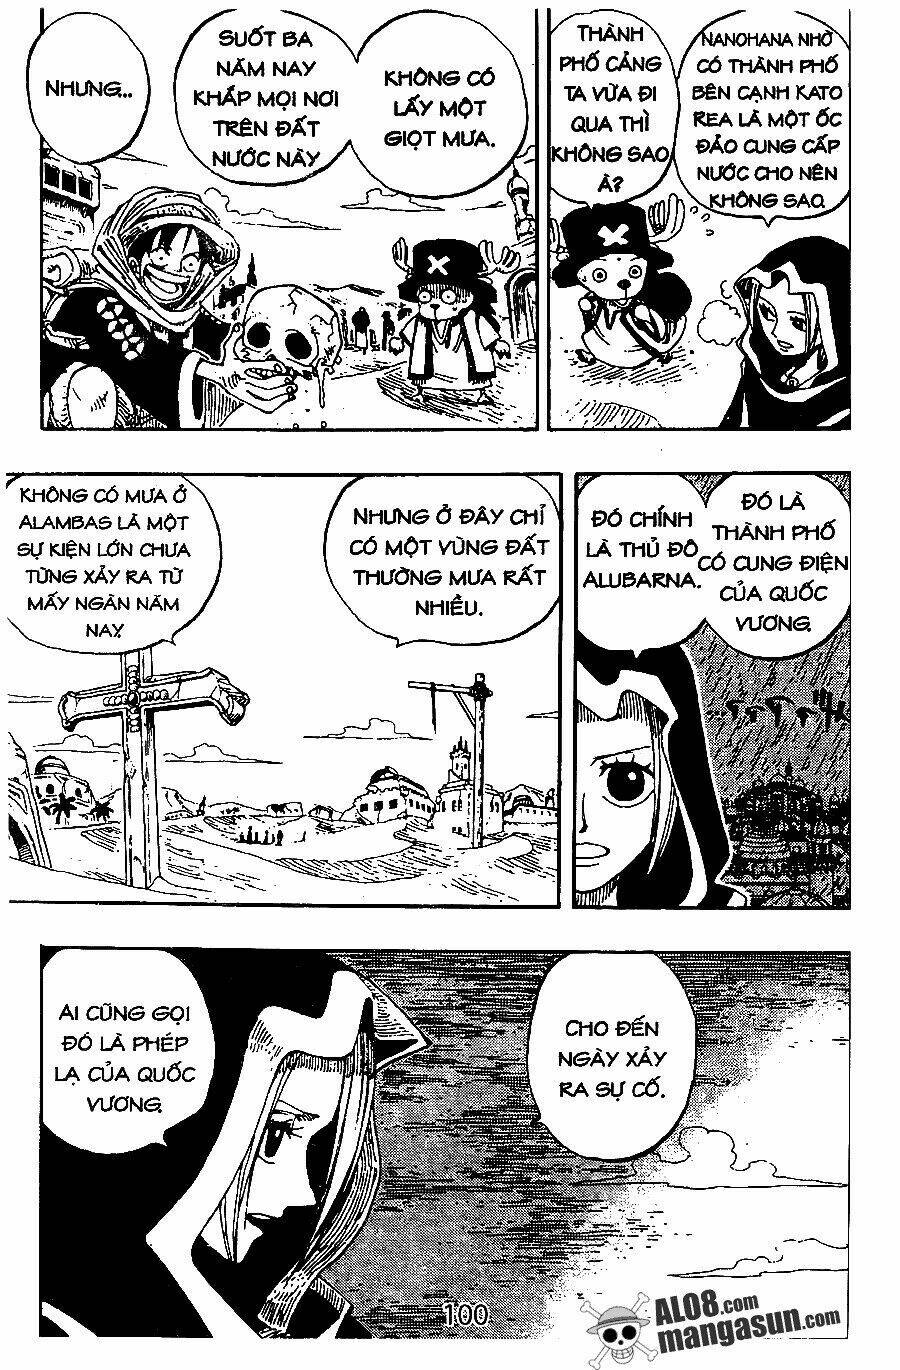 NANOHANA NHỜ
CÓ THÀNH PHỐ
BÊN CẠNH KATO
REA LÀ MỘT ỐC
ĐẢO CUNG CẤP
NƯỚC CHO NÊN
KHÔNG SAO.
THÀNH
PHỐ CẢNG
TA VỪA ĐI
QUA THÌ
KHÔNG SAO
À?
KHÔNG CÓ
LẤY MỘT
GIỌT MƯA.
SUỐT BA
NĂM NAY
KHẮP MỌI NƠI
TRÊN ĐẤT
NƯỚC NÀY
NHƯNG...
ĐÓ LÀ
THÀNH PHỐ
CÓ CUNG ĐIỆN
CỦA QUỐC
VƯƠNG.
ĐÓ CHÍNH
LÀ THỦ ĐÔ
ALUBARNA.
NHƯNG Ở ĐÂY CHỈ
CÓ MỘT VÙNG ĐẤT
THƯỜNG MƯA RẤT
NHIỀU.
KHÔNG CÓ MƯA Ở
ALAMBAS LÀ MỘT
SỰ KIỆN LỚN CHƯA
TỪNG XẢY RA TỪ
MẤY NGÀN NĂM
NAY.
CHO ĐẾN
NGÀY XẢY
RA SỰ CỐ.
AI CŨNG GỌI
ĐÓ LÀ PHÉP
LẠ CỦA QUỐC
VƯƠNG.
100
ALO8.com
mangasun.com